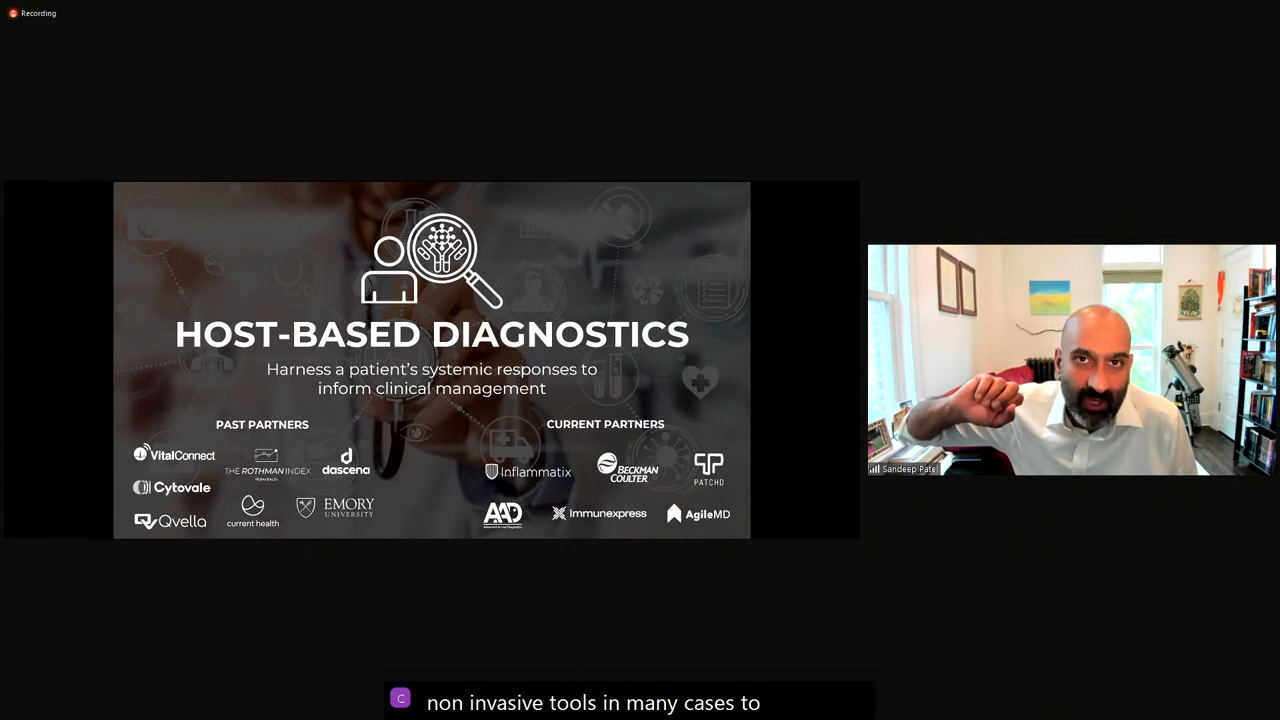 Recording
HOST-BASED DIAGNOSTICS
Harness a patient's systemic responses to
inform clinical management
PAST PARTNERS
CURRENT PARTNERS
VitalConnect
THE ROTHMAN INDEX
PERAHEALTH
dascena
Cytovale
Qvella
current health
EMORY
UNIVERSITY
Inflammatix
BECKMAN
COULTER
PATCHD
AAD
Immunexpress
AgileMD
Sandeep Patel
C
non invasive tools in many cases to